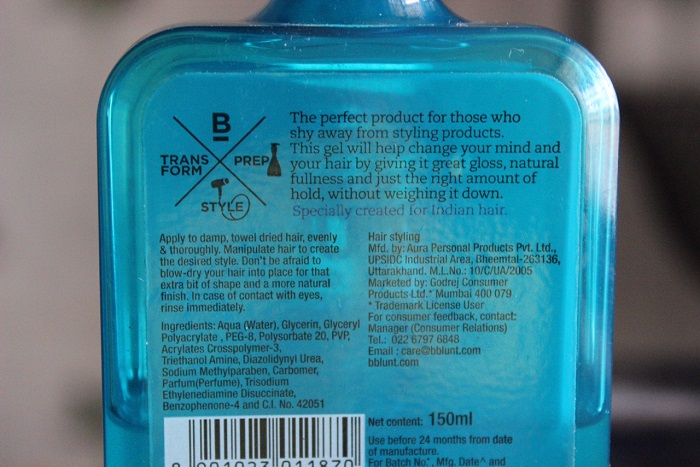 B
TRANS
FORM
PREP
STYLE
The perfect product for those who
shy away from styling products.
This gel will help change your mind and
your hair by giving it great gloss, natural
fullness and just the right amount of
hold, without weighing it down.
Specially created for Indian hair.
Apply to damp, towel dried hair, evenly
& thoroughly. Manipulate hair to create
the desired style. Don't be afraid to
blow-dry your hair into place for that
extra bit of shape and a more natural
finish. In case of contact with eyes,
rinse immediately.
Ingredients: Aqua (Water), Glycerin, Glyceryl
Polyacrylate , PEG-8, Polysorbate 20, PVP,
Acrylates Crosspolymer-3,
Triethanol Amine, Diazolidynyl Urea,
Sodium Methylparaben, Carbomer,
Parfum(Perfume), Trisodium
Ethylenediamine Disuccinate,
Benzophenone-4 and C.I. No. 42051
Hair styling
Mfd. by: Aura Personal Products Pvt. Ltd.,
UPSIDC Industrial Area, Bheemtal-263136,
Uttarakhand. M.L.No.: 10/C/UA/2005
Marketed by: Godrej Consumer
Products Ltd.* Mumbai 400 079
* Trademark License User
For consumer feedback, contact:
Manager (Consumer Relations)
Tel.: 022 6797 6848
Email : care@bblunt.com
bblunt.com
Net content: 150ml
Use before 24 months from date
of manufacture.
For Batch No*, Mfg. Date^ and